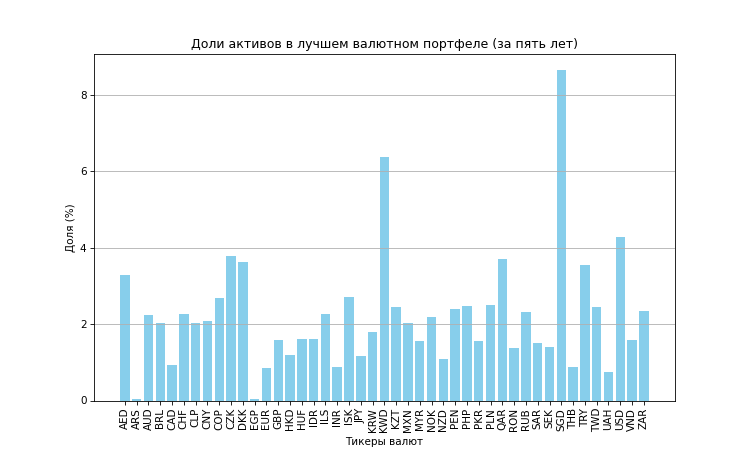 Доли активов в лучшем валютном портфеле (за пять лет)
Доля (%)
8
6
4
2
0
AED
ARS
AUD
BRL
CAD
CHF
CLP
CNY
COP
CZK
DKK
EGP
EUR
GBP
HKD
HUF
IDR
ILS
INR
ISK
JPY
KRW
KWD
KZT
MXN
MYR
NOK
NZD
PEN
PHP
PKR
PLN
QAR
RON
RUB
SAR
SEK
SGD
THB
TRY
TWD
UAH
USD
VND
ZAR
Тикеры валют